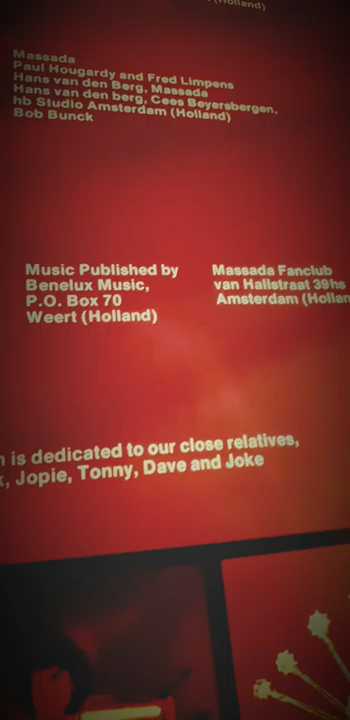 (Holland)
Massada
Paul Hougardy and Fred Limpens
Hans van den Berg, Massada
Hans van den berg, Cees Beyersbergen,
hb Studio Amsterdam (Holland)
Bob Bunck
Music Published by
Benelux Music,
P.O. Box 70
Weert (Holland)
Massada Fanclub
van Hallstraat 39hs
Amsterdam (Hollan
is dedicated to our close relatives,
Jopie, Tonny, Dave and Joke